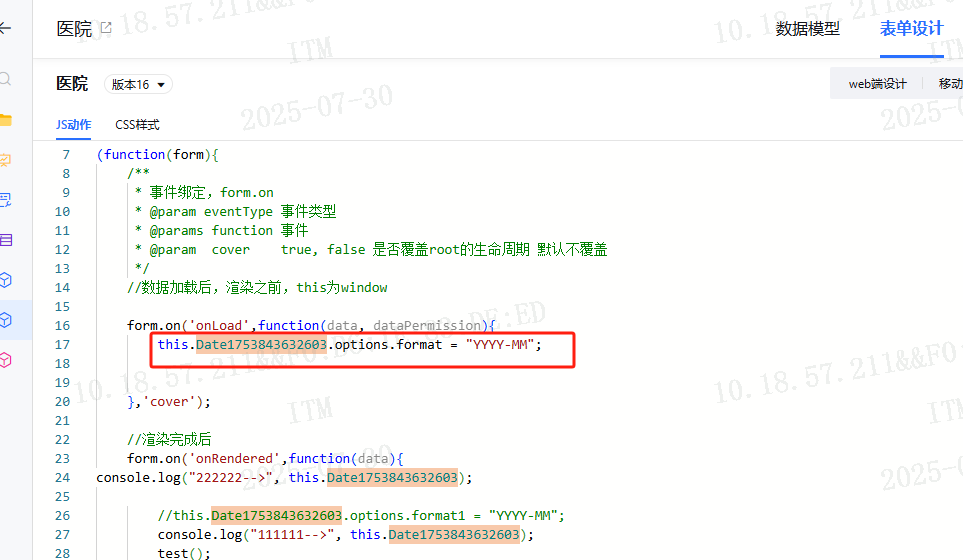 医院
数据模型 表单设计
医院 版本16
web端设计 移动
JS动作 CSS样式
7 (function(form){
8 /**
9 * 事件绑定，form.on
10 * @param eventType 事件类型
11 * @params function 事件
12 * @param cover true, false 是否覆盖root的生命周期 默认不覆盖
13 */
14 //数据加载后，渲染之前，this为window
15
16 form.on('onLoad',function(data, dataPermission){
17 this.Date1753843632603.options.format = "YYYY-MM";
18
19
20 },'cover');
21
22 //渲染完成后
23 form.on('onRendered',function(data){
24 console.log("222222-->", this.Date1753843632603);
25
26 //this.Date1753843632603.options.format1 = "YYYY-MM";
27 console.log("111111-->", this.Date1753843632603);
28 test();
10.18.57.211&&F0:
ITM
2025-07-30